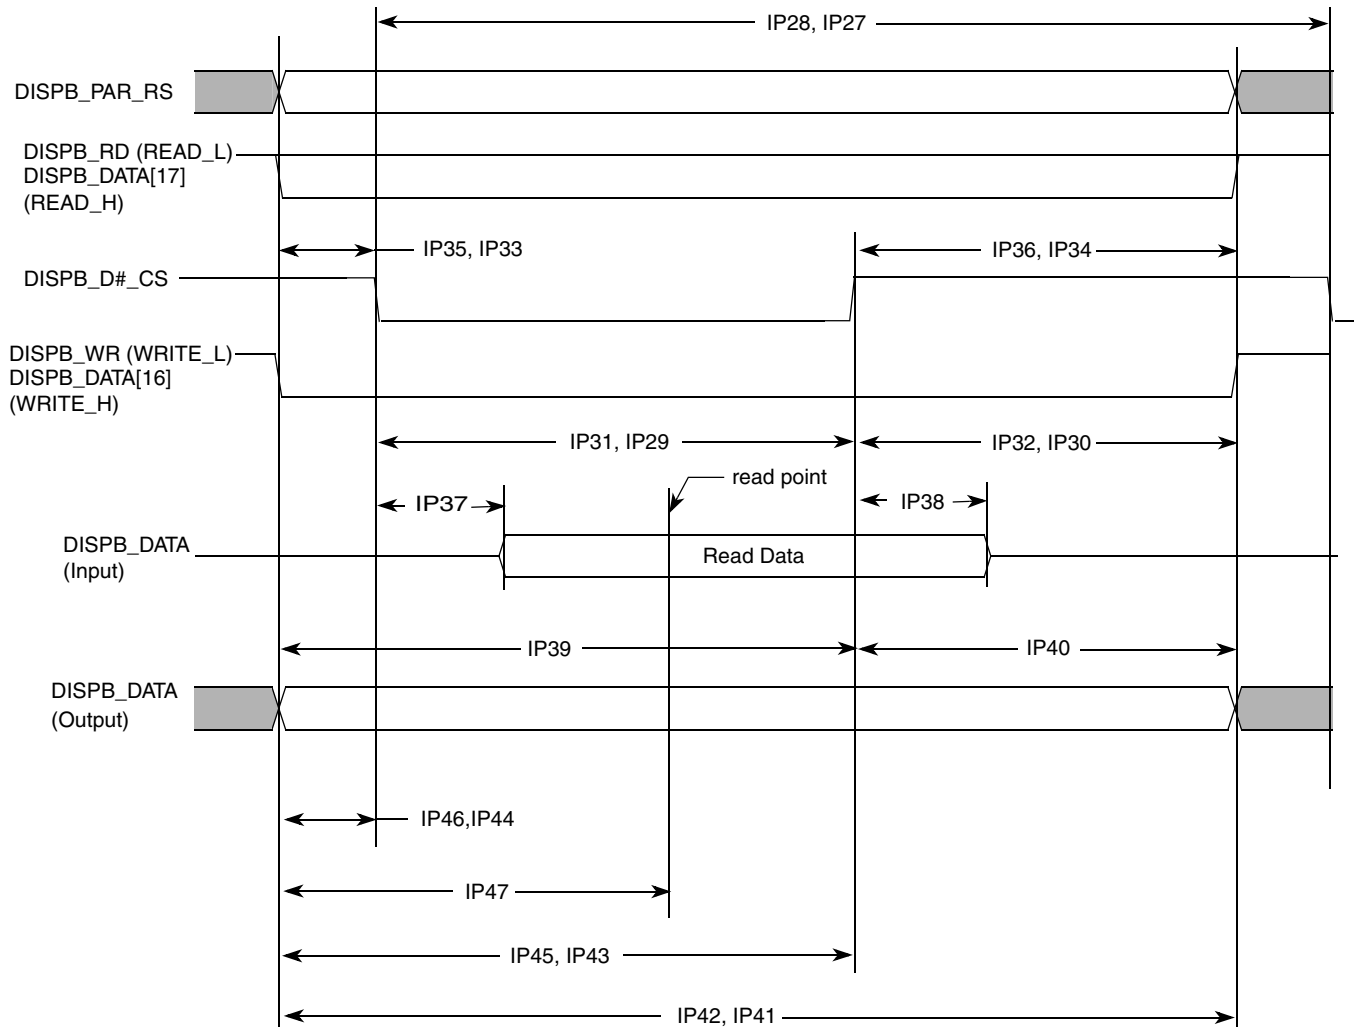 IP28, IP27
DISPB_PAR_RS
DISPB_RD (READ_L)
DISPB_DATA[17]
(READ_H)
IP35, IP33
IP36, IP34
DISPB_D#_CS
DISPB_WR (WRITE_L)
DISPB_DATA[16]
(WRITE_H)
IP31, IP29
IP32, IP30
read point
IP37
IP38
DISPB_DATA
(Input)
Read Data
IP39
IP40
DISPB_DATA
(Output)
IP46,IP44
IP47
IP45, IP43
IP42, IP41